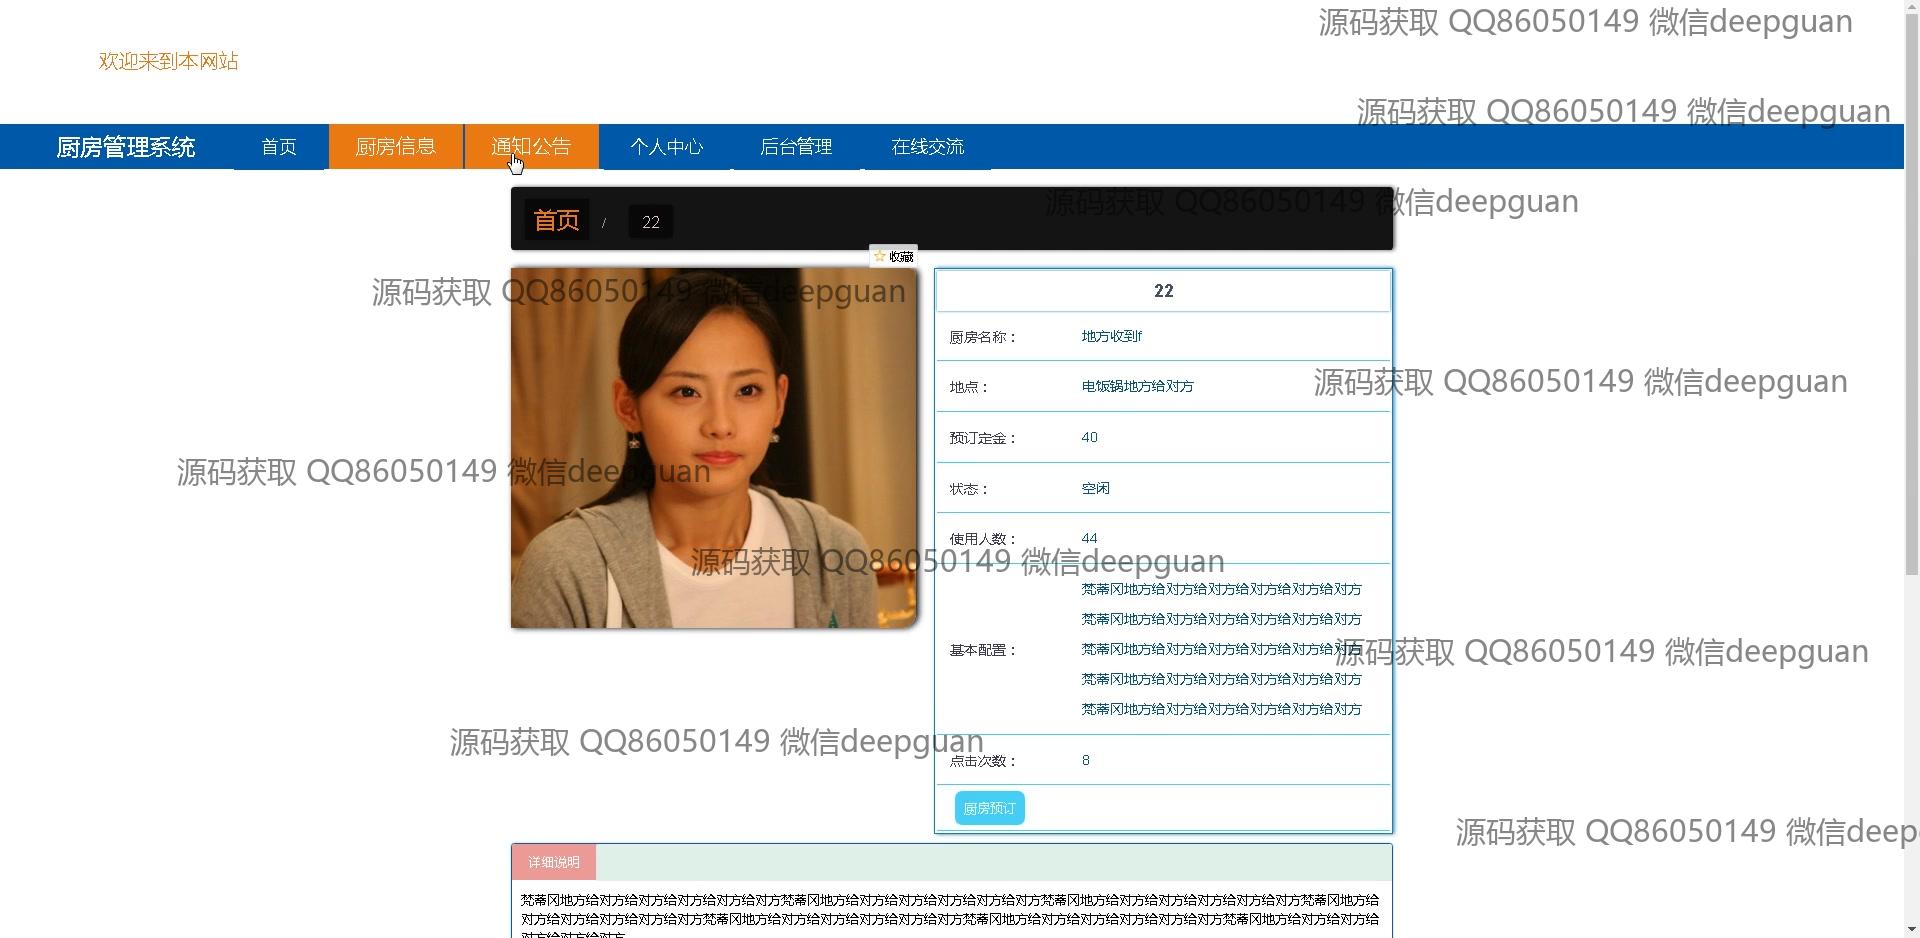 源码获取 QQ86050149 微信deepguan
欢迎来到本网站
源码获取 QQ86050149 微信deepguan
厨房管理系统 首页 厨房信息 通知公告 个人中心 后台管理 在线交流
源码获取 QQ86050149 微信deepguan
首页 / 22
☆ 收藏
源码获取 QQ86050149 微信deepguan
22
厨房名称： 地方收到f
源码获取 QQ86050149 微信deepguan
地点： 电饭锅地方给对方
预订定金： 40
源码获取 QQ86050149 微信deepguan
状态： 空闲
使用人数： 44
源码获取 QQ86050149 微信deepguan
梵蒂冈地方给对方给对方给对方给对方给对方
梵蒂冈地方给对方给对方给对方给对方给对方
基本配置： 梵蒂冈地方给对方给对方给对方给对方给对方
源码获取 QQ86050149 微信deepguan
梵蒂冈地方给对方给对方给对方给对方给对方
梵蒂冈地方给对方给对方给对方给对方给对方
源码获取 QQ86050149 微信deepguan
点击次数： 8
厨房预订
源码获取 QQ86050149 微信deep
详细说明
梵蒂冈地方给对方给对方给对方给对方给对方梵蒂冈地方给对方给对方给对方给对方给对方梵蒂冈地方给对方给对方给对方给对方给对方梵蒂冈地方给
对方给对方给对方给对方给对方梵蒂冈地方给对方给对方给对方给对方给对方梵蒂冈地方给对方给对方给对方给对方给对方梵蒂冈地方给对方给对方给
对方给对方给对方